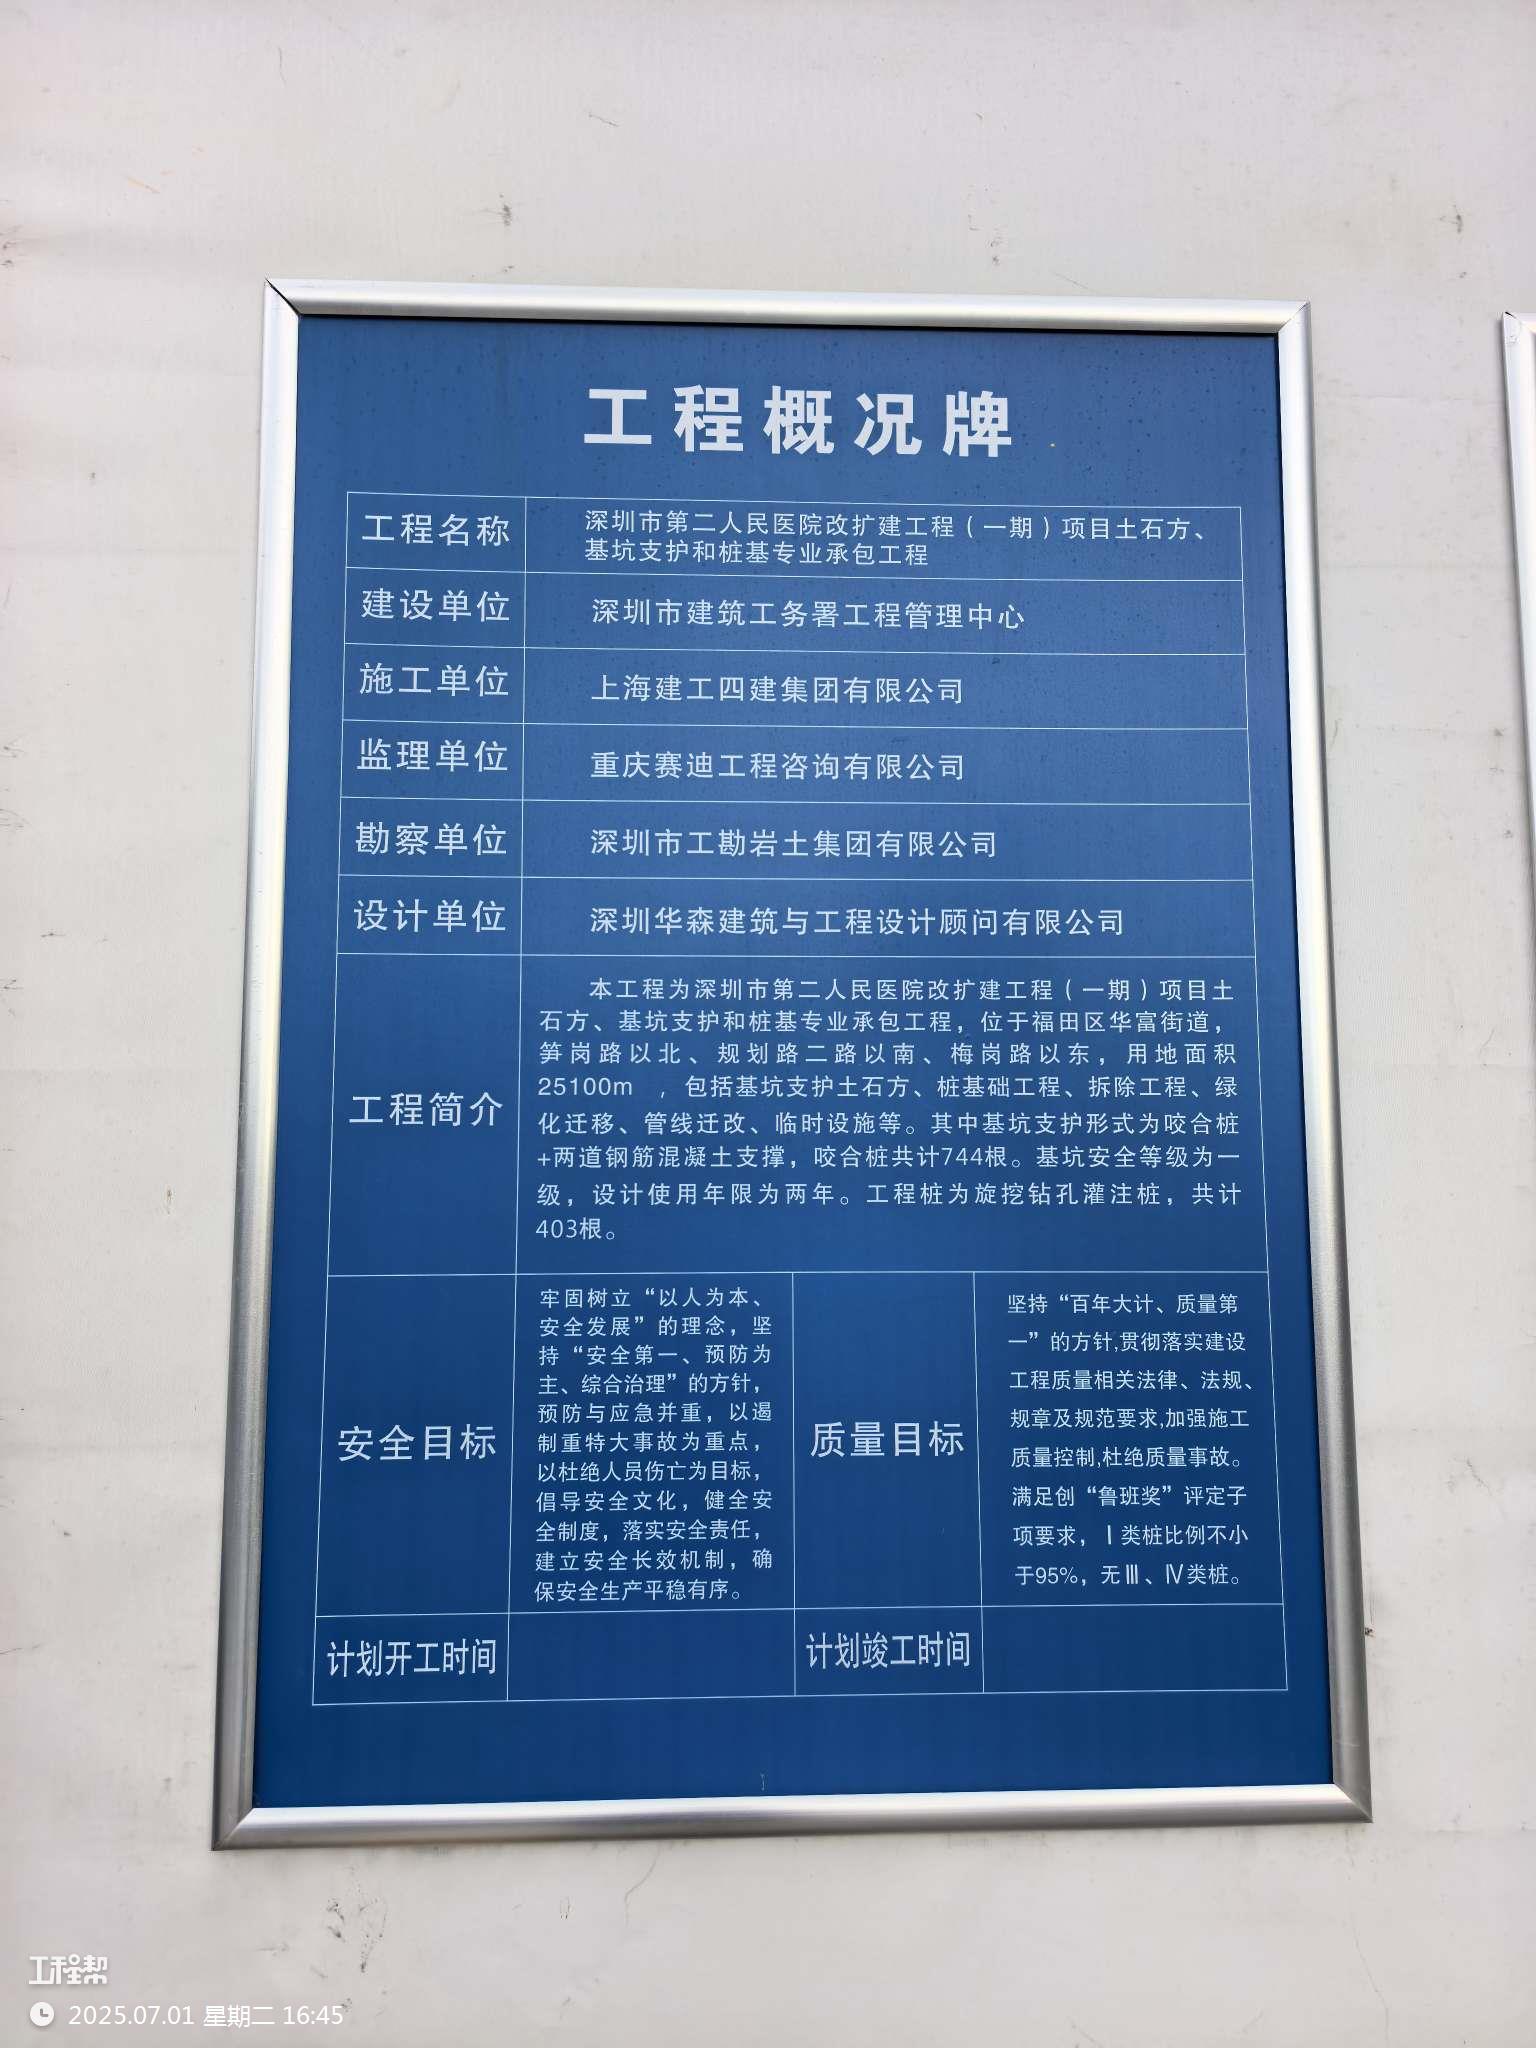 工程概况牌
工程名称
深圳市第二人民医院改扩建工程（一期）项目土石方、
基坑支护和桩基专业承包工程
建设单位
深圳市建筑工务署工程管理中心
施工单位
上海建工四建集团有限公司
监理单位
重庆赛迪工程咨询有限公司
勘察单位
深圳市工勘岩土集团有限公司
设计单位
深圳华森建筑与工程设计顾问有限公司
工程简介
本工程为深圳市第二人民医院改扩建工程（一期）项目土
石方、基坑支护和桩基专业承包工程，位于福田区华富街道，
笋岗路以北、规划路二路以南、梅岗路以东，用地面积
25100m ，包括基坑支护土石方、桩基础工程、拆除工程、绿
化迁移、管线迁改、临时设施等。其中基坑支护形式为咬合桩
+两道钢筋混凝土支撑，咬合桩共计744根。基坑安全等级为一
级，设计使用年限为两年。工程桩为旋挖钻孔灌注桩，共计
403根。
安全目标
牢固树立“以人为本、
安全发展”的理念，坚
持“安全第一、预防为
主、综合治理”的方针，
预防与应急并重，以遏
制重特大事故为重点，
以杜绝人员伤亡为目标，
倡导安全文化，健全安
全制度，落实安全责任，
建立安全长效机制，确
保安全生产平稳有序。
质量目标
坚持“百年大计、质量第
一”的方针,贯彻落实建设
工程质量相关法律、法规、
规章及规范要求,加强施工
质量控制,杜绝质量事故。
满足创“鲁班奖”评定子
项要求，Ⅰ类桩比例不小
于95%，无Ⅲ、Ⅳ类桩。
计划开工时间
计划竣工时间
工程帮
2025.07.01 星期二 16:45